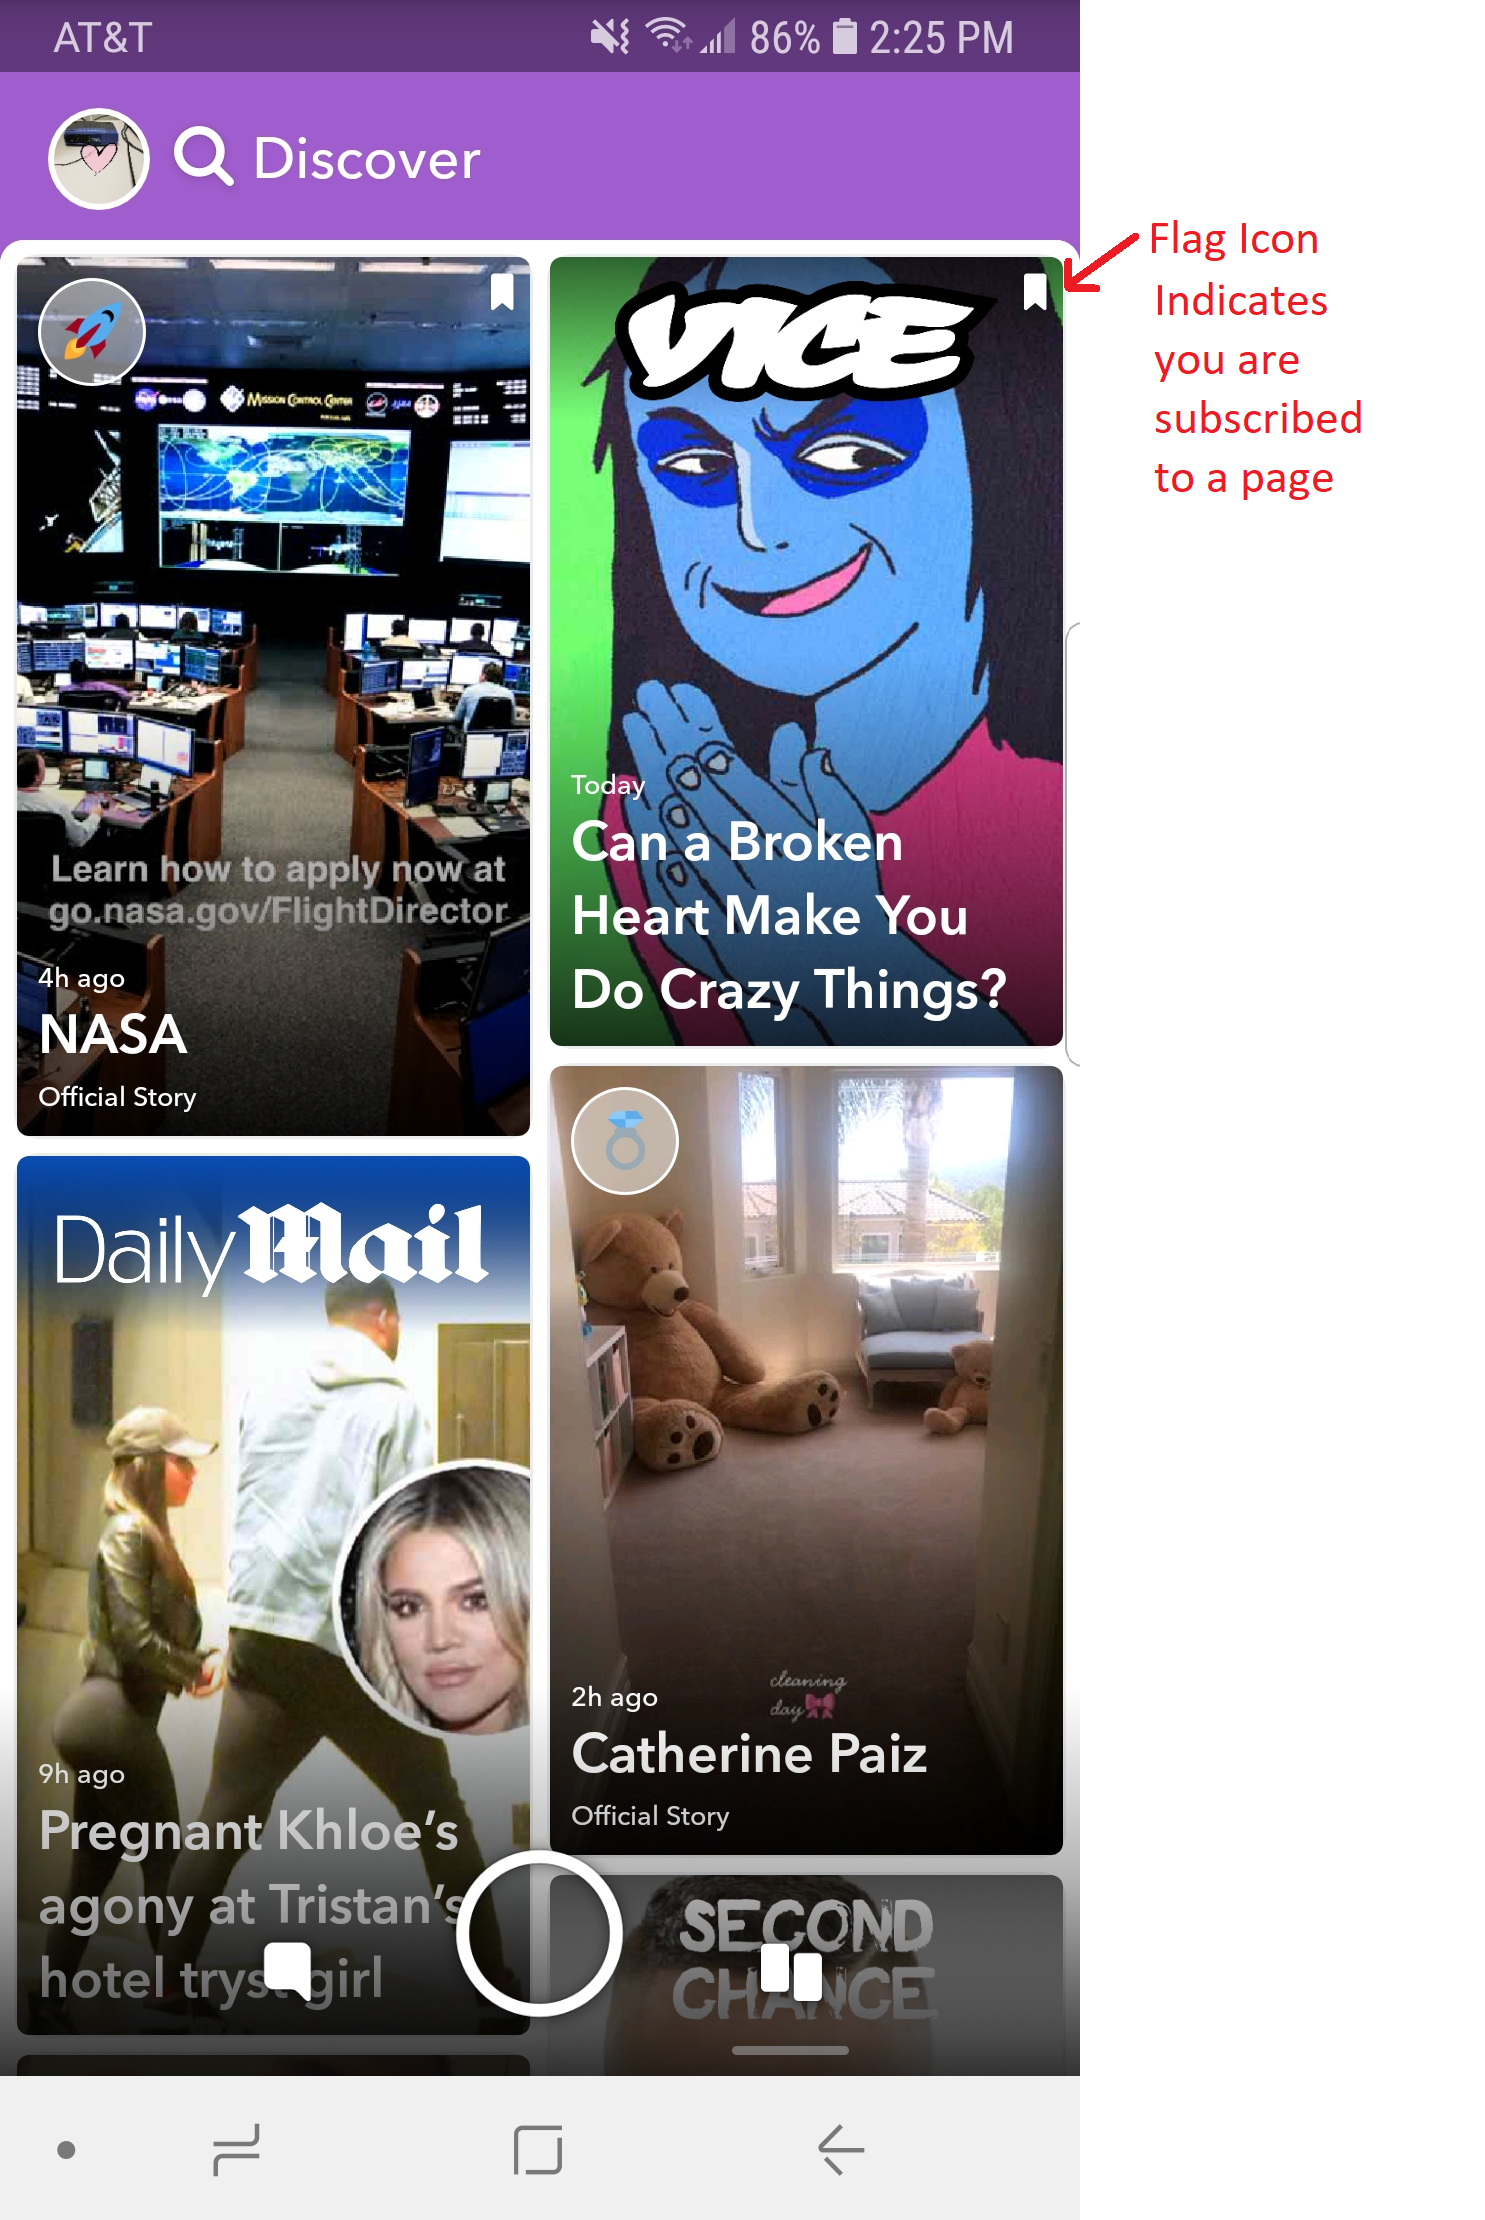 AT&T
86%
2:25 PM
Discover
Flag Icon
Indicates
you are
subscribed
to a page
MISSION CONTROL CENTER
Learn how to apply now at
go.nasa.gov/FlightDirector
4h ago
NASA
Official Story
VICE
Today
Can a Broken
Heart Make You
Do Crazy Things?
Daily Mail
9h ago
Pregnant Khloe's
agony at Tristan's
hotel tryst girl
cleaning
day
2h ago
Catherine Paiz
Official Story
SECOND
CHANCE